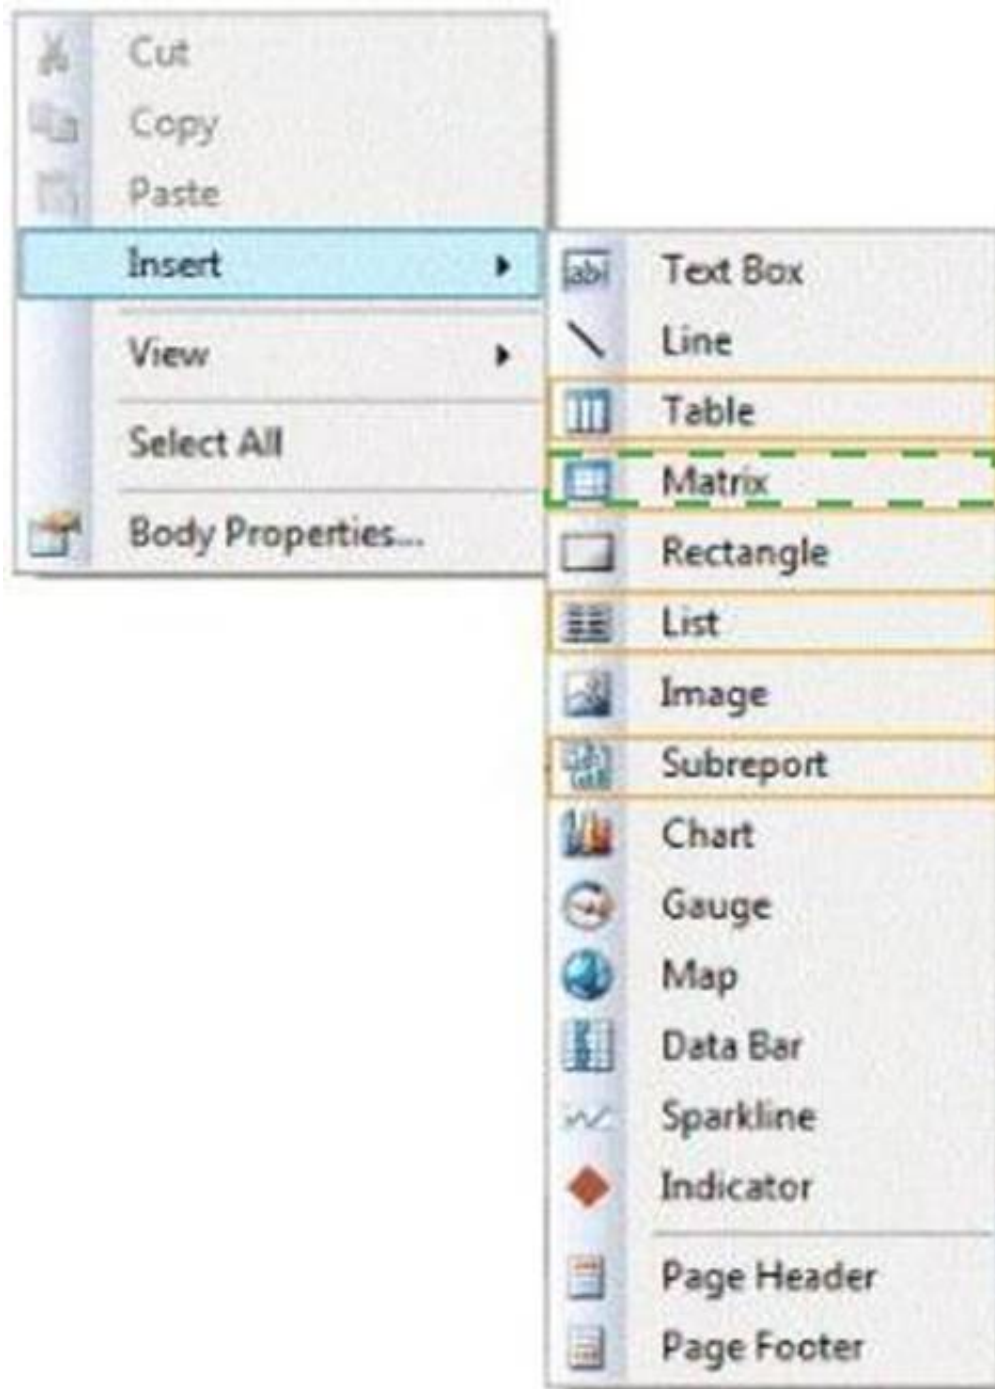 Cut
Copy
Paste
Insert
View
Select All
Body Properties...
Text Box
Line
Table
Matrix
Rectangle
List
Image
Subreport
Chart
Gauge
Map
Data Bar
Sparkline
Indicator
Page Header
Page Footer